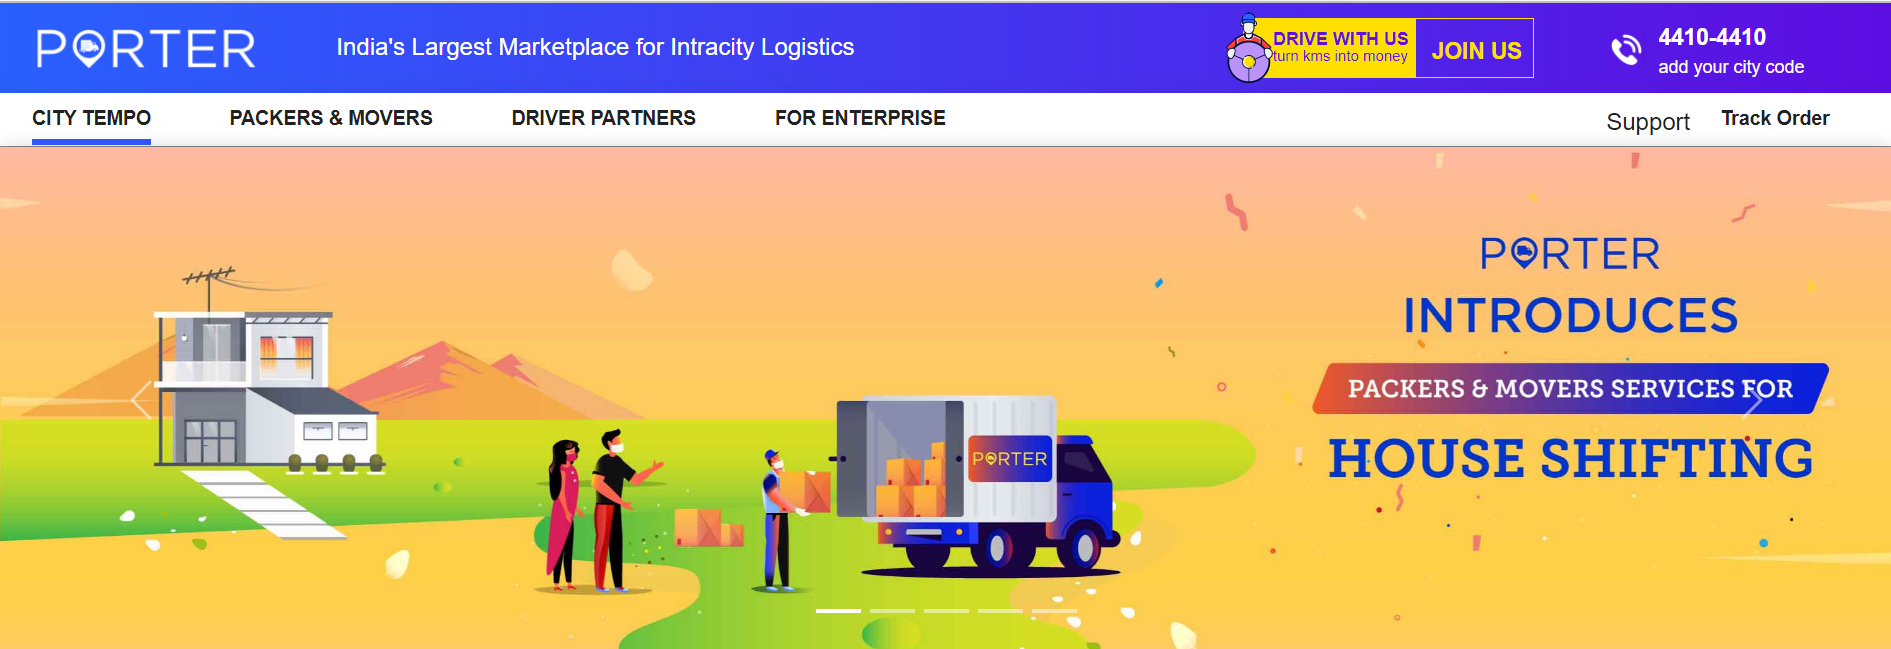 PORTER
India's Largest Marketplace for Intracity Logistics
DRIVE WITH US
turn kms into money
JOIN US
4410-4410
add your city code
CITY TEMPO
PACKERS & MOVERS
DRIVER PARTNERS
FOR ENTERPRISE
Support
Track Order
PORTER
INTRODUCES
PACKERS & MOVERS SERVICES FOR
HOUSE SHIFTING
PORTER